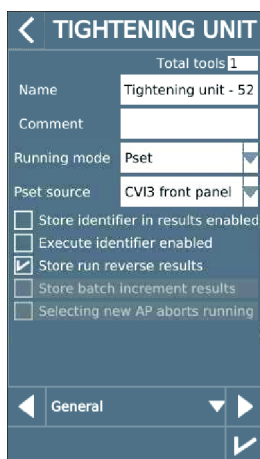 TIGHTENING UNIT
Total tools 1
Name Tightening unit - 52
Comment
Running mode Pset
Pset source CVI3 front panel
Store identifier in results enabled
Execute identifier enabled
Store run reverse results
Store batch increment results
Selecting new AP aborts running
General